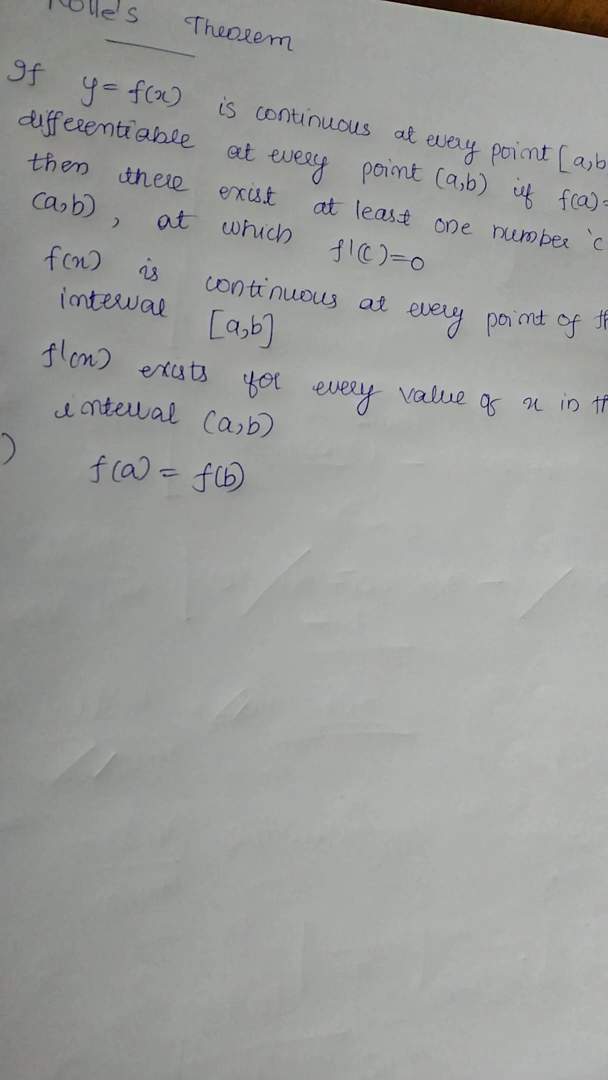 Rolle's Theorem
If y = f(x) is continuous at every point [a,b
differentiable at every point (a,b) if f(a)=
then there exist at least one number 'c
(a,b), at which f'(c)=0
f(x) is continuous at every point of th
interval [a,b]
f'(x) exists for every value of x in th
interval (a,b)
) f(a) = f(b)